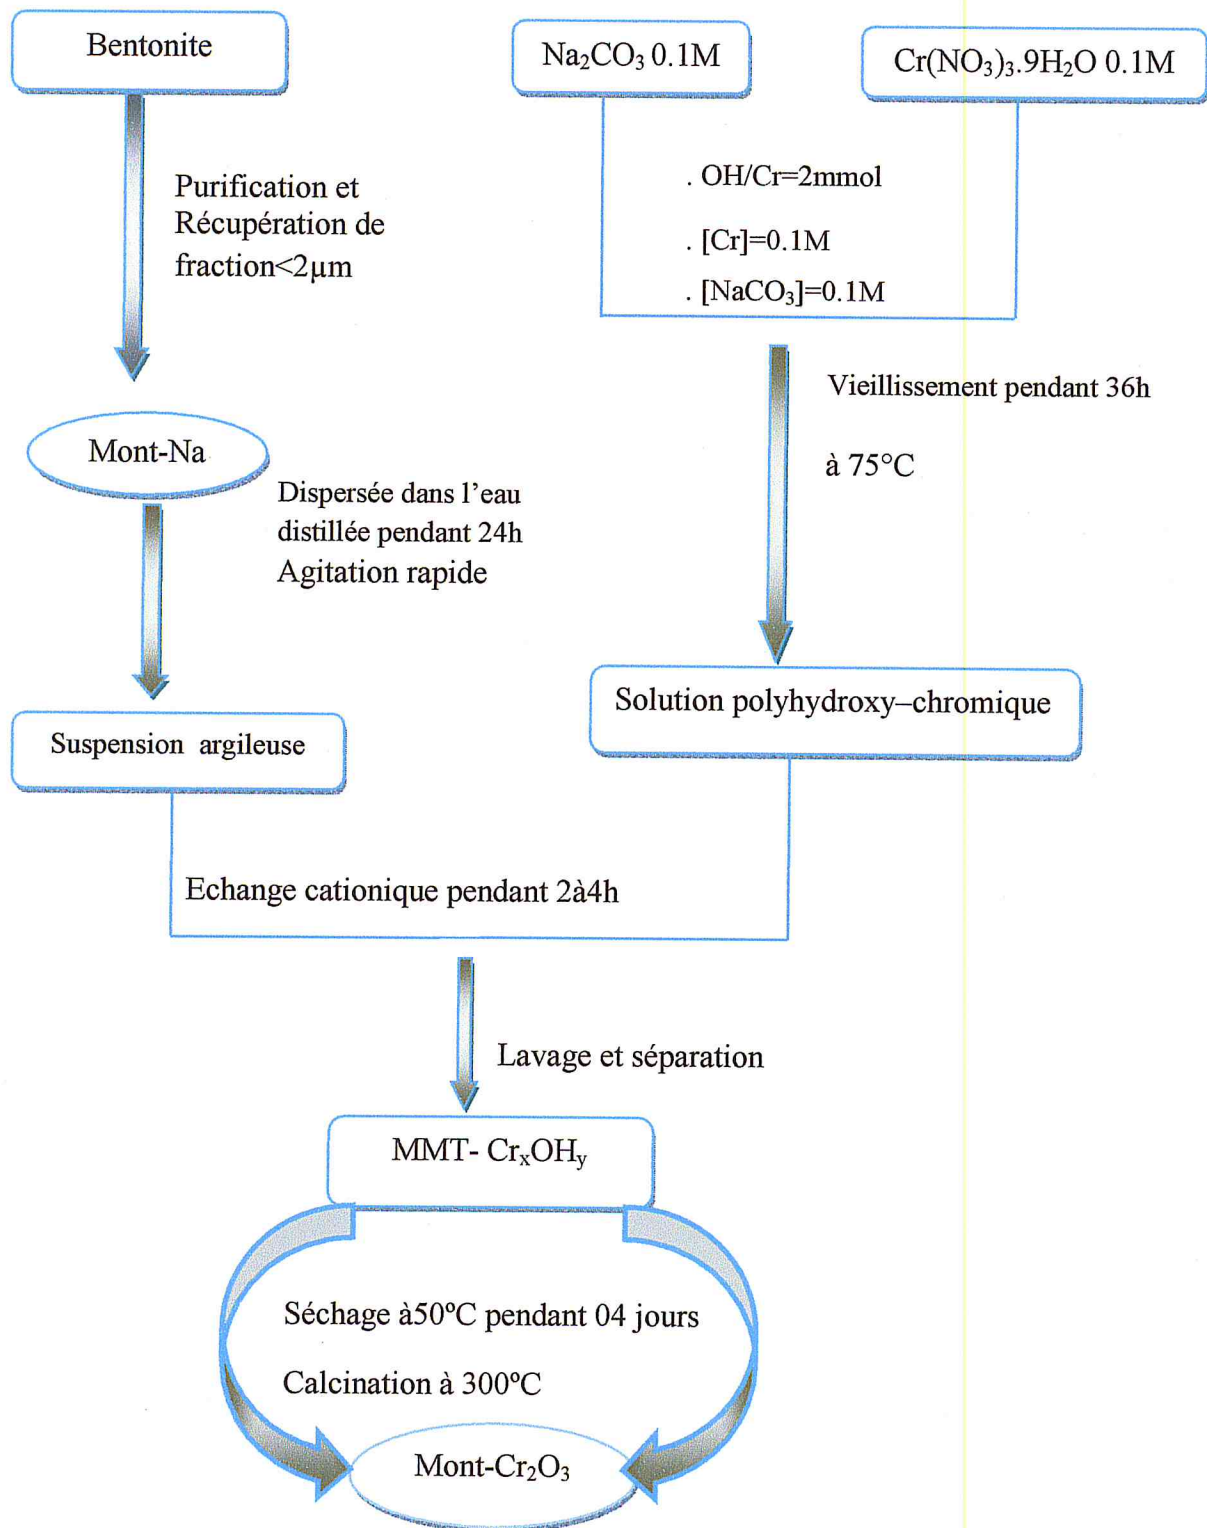 Bentonite
Na₂CO₃ 0.1M
Cr(NO₃)₃.9H₂O 0.1M
Purification et
Récupération de
fraction<2µm
. OH/Cr=2mmol
. [Cr]=0.1M
. [NaCO₃]=0.1M
Vieillissement pendant 36h
à 75°C
Mont-Na
Dispersée dans l'eau
distillée pendant 24h
Agitation rapide
Solution polyhydroxy–chromique
Suspension argileuse
Echange cationique pendant 2à4h
Lavage et séparation
MMT- CrₓOHᵧ
Séchage à50ºC pendant 04 jours
Calcination à 300ºC
Mont-Cr₂O₃